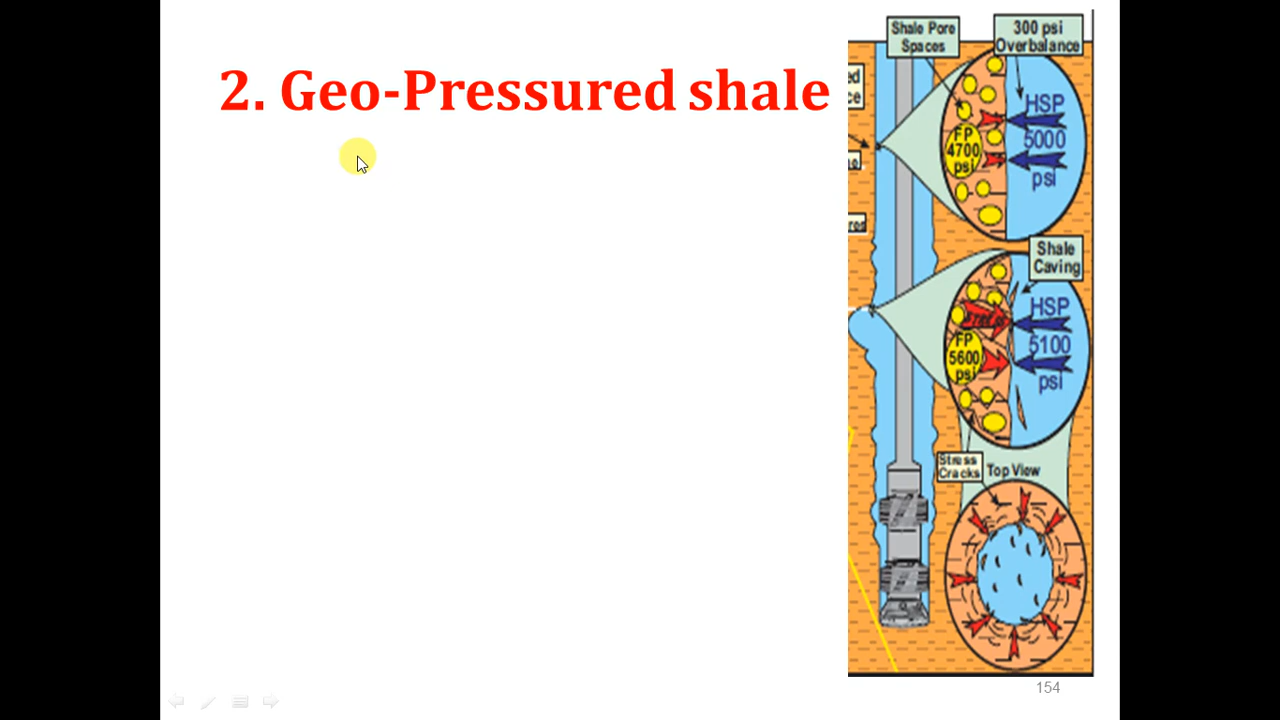 2. Geo-Pressured shale
Shale Pore
Spaces
300 psi
Overbalance
HSP
5000
psi
FP
4700
psi
Shale
Caving
HSP
5100
psi
FP
5600
psi
Stress
Cracks
Top View
154